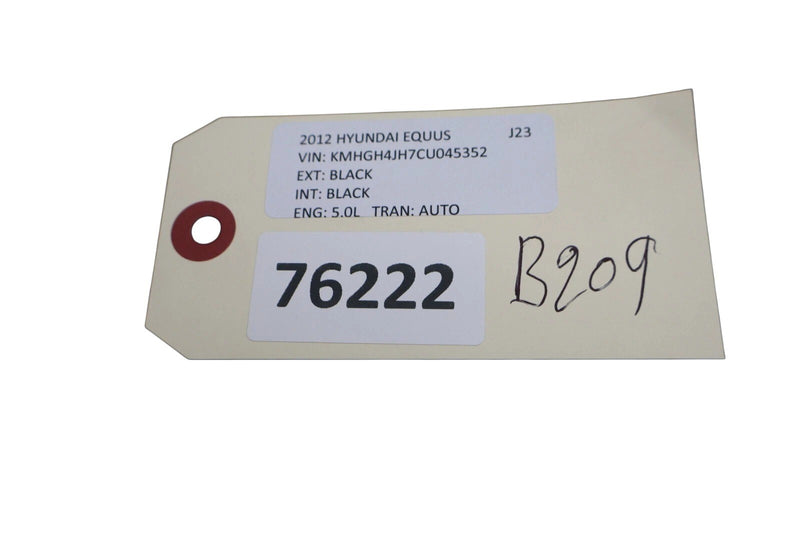 2012 HYUNDAI EQUUS J23
VIN: KMHGH4JH7CU045352
EXT: BLACK
INT: BLACK
ENG: 5.0L TRAN: AUTO
76222
B209